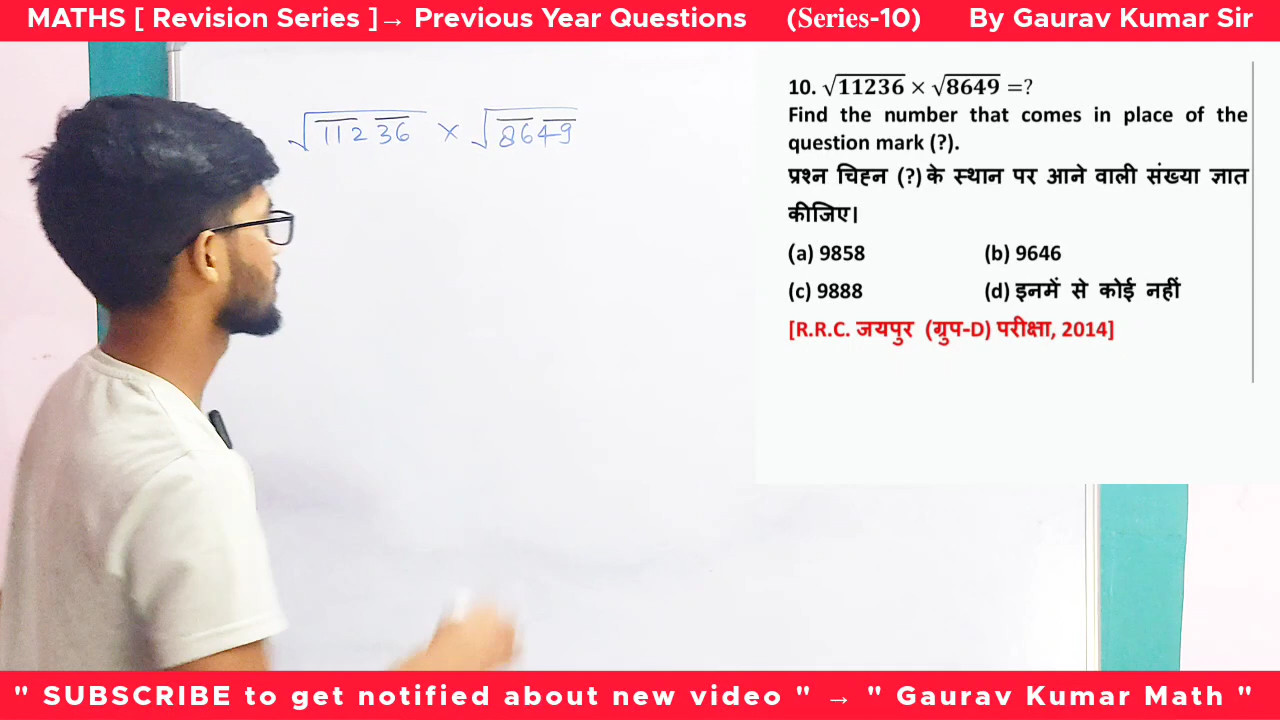 MATHS [ Revision Series ]→ Previous Year Questions (Series-10) By Gaurav Kumar Sir
√11236 × √8649
10. √11236 × √8649 =?
Find the number that comes in place of the
question mark (?).
प्रश्न चिह्न (?) के स्थान पर आने वाली संख्या ज्ञात
कीजिए।
(a) 9858 (b) 9646
(c) 9888 (d) इनमें से कोई नहीं
[R.R.C. जयपुर (ग्रुप-D) परीक्षा, 2014]
" SUBSCRIBE to get notified about new video " → " Gaurav Kumar Math "